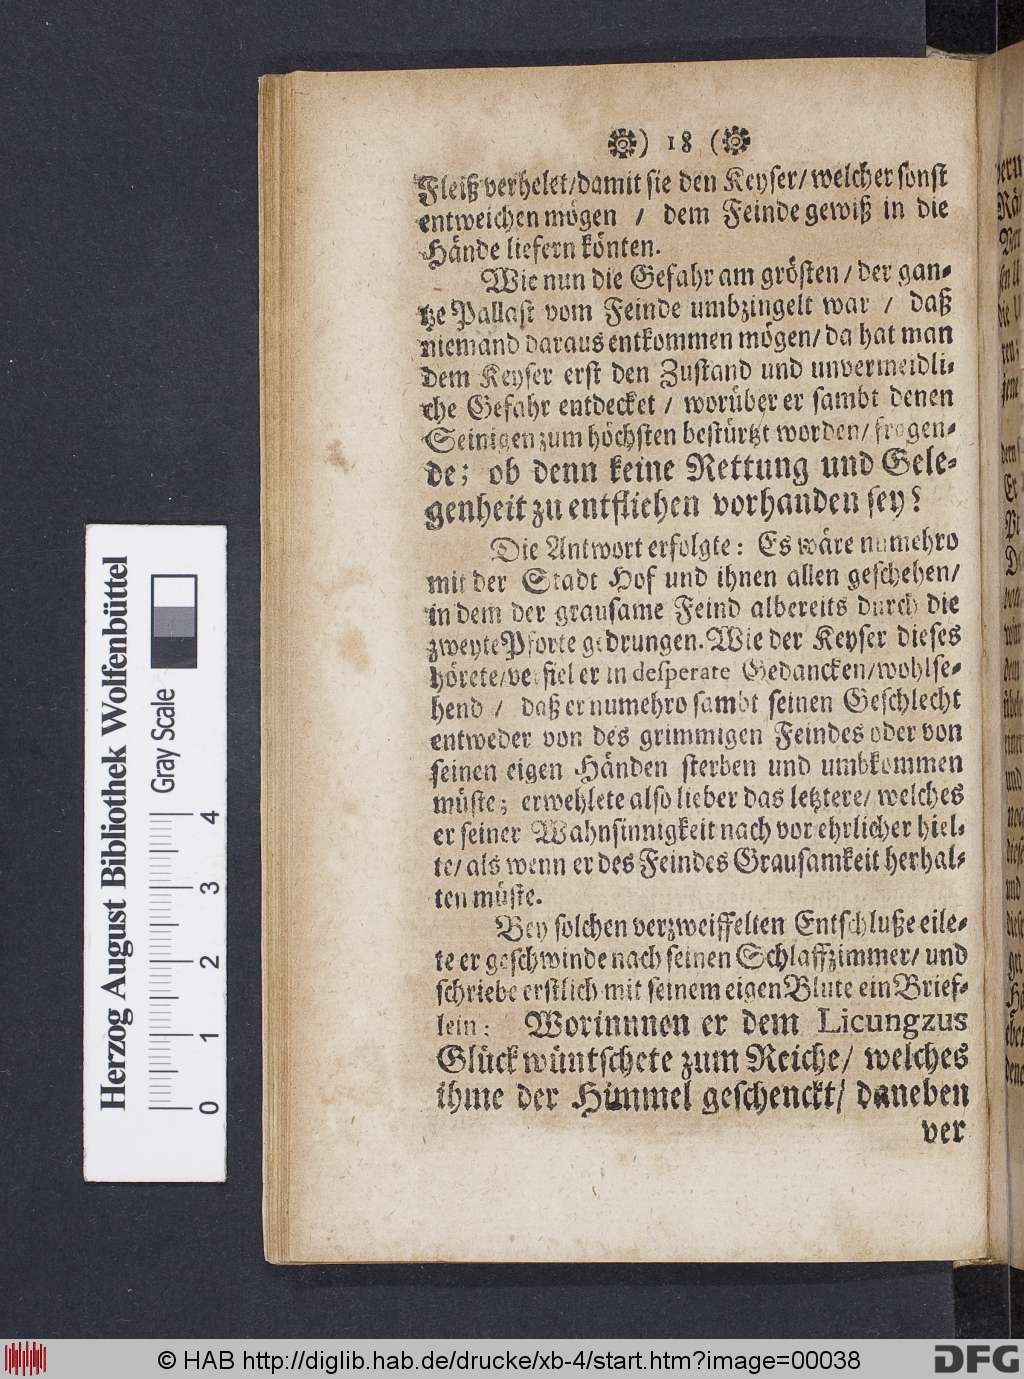 ) 18 (
Fleiß verhelet/damit sie den Keyser/welcher sonst
entweichen mögen / dem Feinde gewiß in die
Hände liefern könten.
Wie nun die Gefahr am grösten/der gan-
tze Pallast vom Feinde umbzingelt war / daß
niemand daraus entkommen mögen/da hat man
dem Keyser erst den Zustand und unvermeidli-
che Gefahr entdecket / worüber er sambt denen
Seinigen zum höchsten bestürtzt worden/fragen-
de; ob denn keine Rettung und Gele-
genheit zu entfliehen vorhanden sey?
Die Antwort erfolgte: Es wäre numehro
mit der Stadt Hof und ihnen allen geschehen/
in dem der grausame Feind albereits durch die
zweyte Pforte gedrungen. Wie der Keyser dieses
hörete/verfiel er in desperate Gedancken/wohlse-
hend / daß er numehro sambt seinen Geschlecht
entweder von des grimmigen Feindes oder von
seinen eigen Händen sterben und umbkommen
müste; erwehlete also lieber das letztere/welches
er seiner Wahnsinnigkeit nach vor ehrlicher hiel-
te/als wenn er des Feindes Grausamkeit herhal-
ten müste.
Bey solchen verzweiffelten Entschluße eile-
te er geschwinde nach seinen Schlaffzimmer/und
schriebe erstlich mit seinem eigen Blute ein Brief-
lein: Worinnnen er dem Licungzus
Glück wüntschete zum Reiche/ welches
ihme der Himmel geschenckt/ daneben
ver
Herzog August Bibliothek Wolfenbüttel
Gray Scale
0 1 2 3 4
© HAB http://diglib.hab.de/drucke/xb-4/start.htm?image=00038
DFG